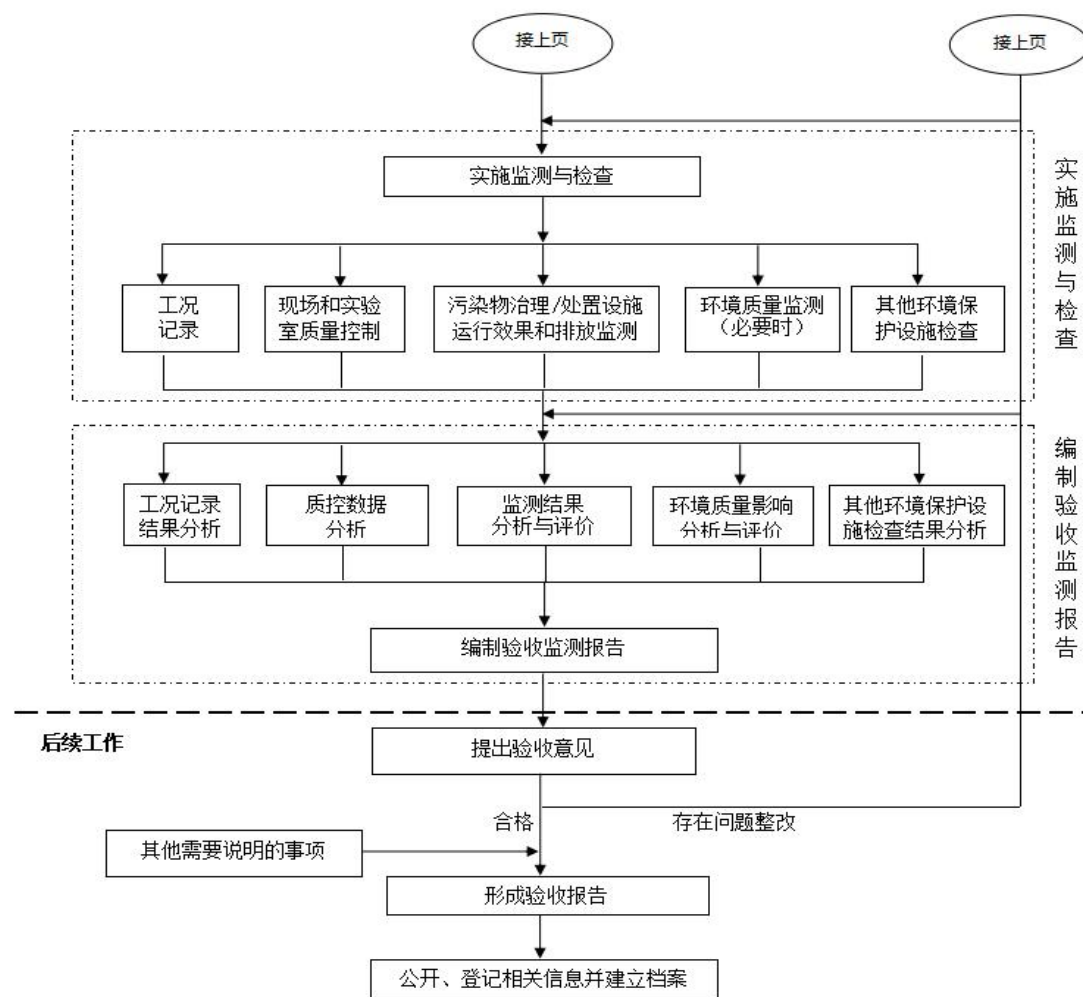 接上页
接上页
实施监测与检查
实施监测与检查
工况
记录
现场和实验
室质量控制
污染物治理/处置设施
运行效果和排放监测
环境质量监测
（必要时）
其他环境保
护设施检查
编制验收监测报告
工况记录
结果分析
质控数据
分析
监测结果
分析与评价
环境质量影响
分析与评价
其他环境保护设
施检查结果分析
编制验收监测报告
后续工作
提出验收意见
合格
存在问题整改
其他需要说明的事项
形成验收报告
公开、登记相关信息并建立档案